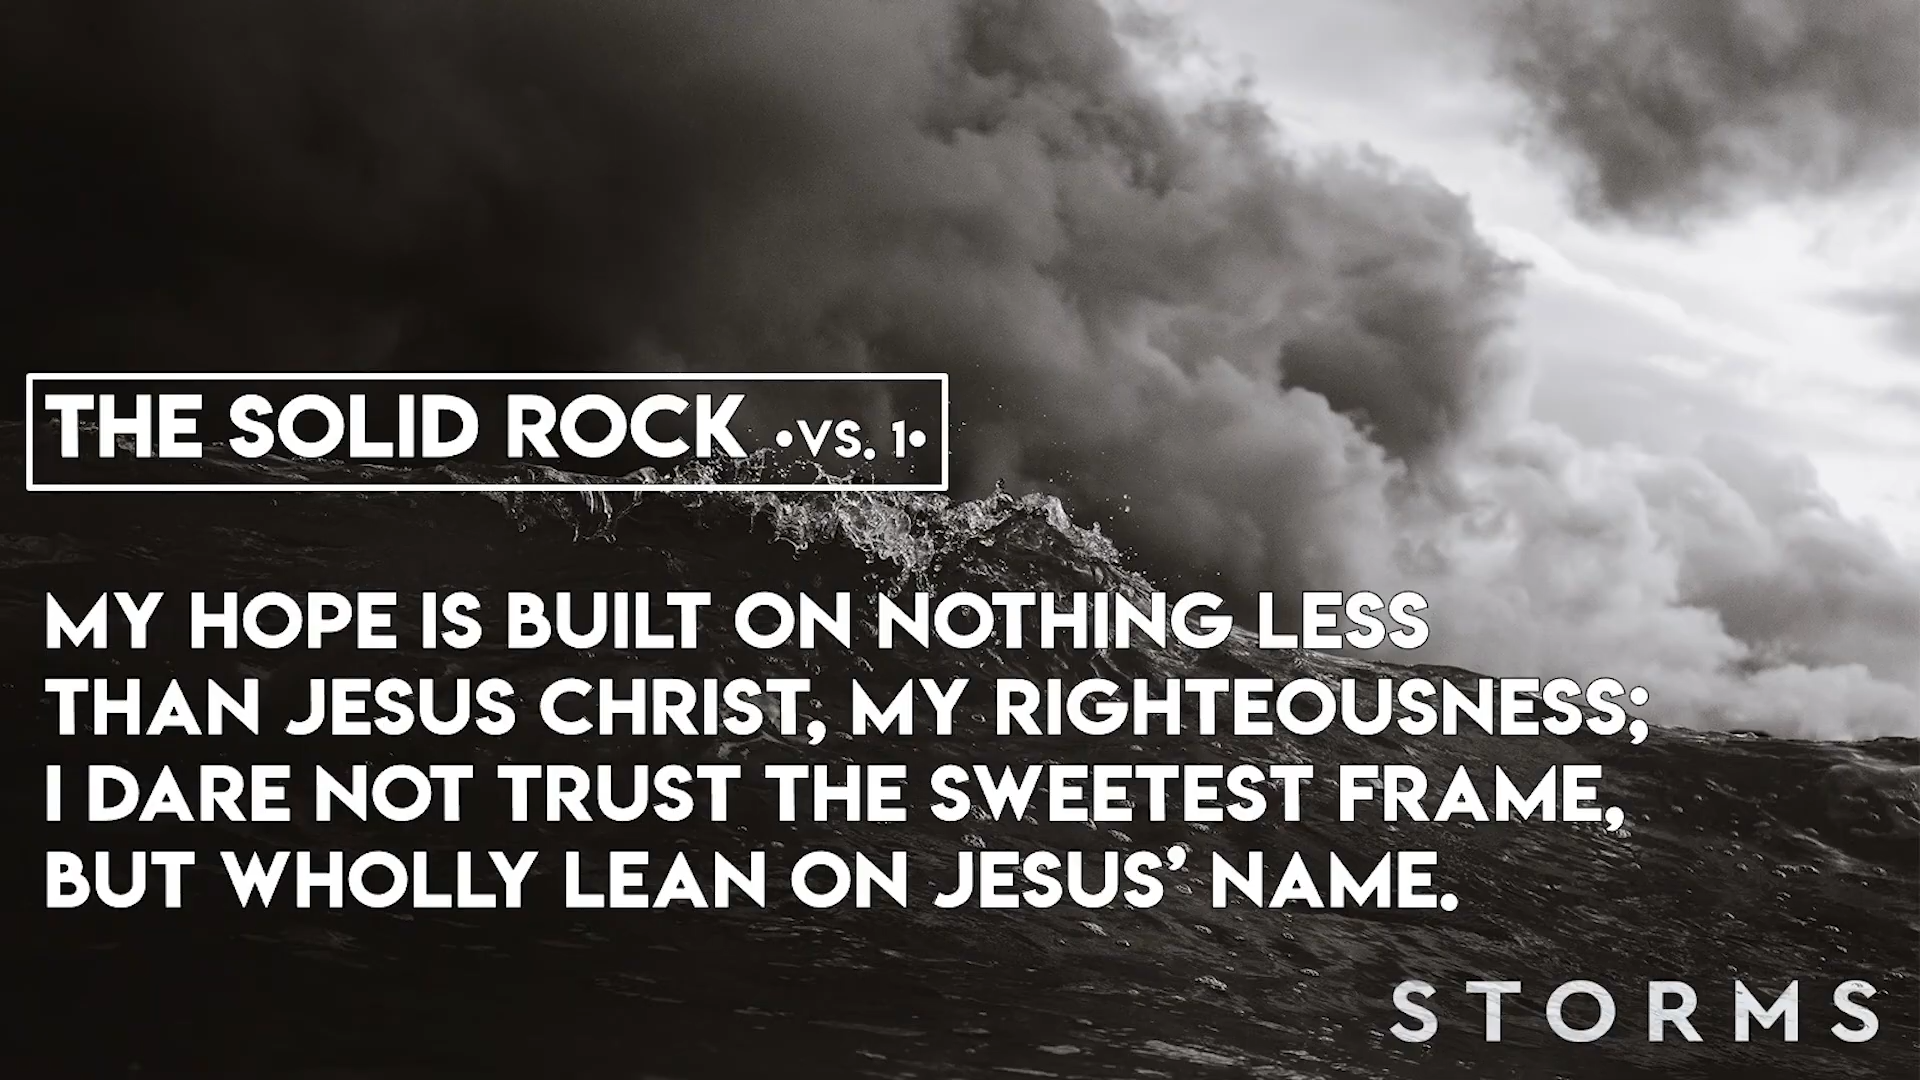 THE SOLID ROCK •VS. 1•
MY HOPE IS BUILT ON NOTHING LESS
THAN JESUS CHRIST, MY RIGHTEOUSNESS;
I DARE NOT TRUST THE SWEETEST FRAME,
BUT WHOLLY LEAN ON JESUS’ NAME.
STORMS